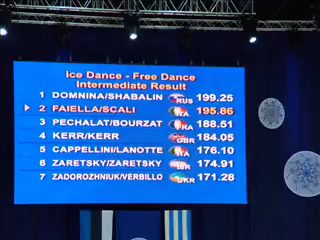 Ice Dance - Free Dance
Intermediate Result
1 DOMNINA/SHABALIN RUS 199.25
2 FAIELLA/SCALI ITA 195.86
3 PECHALAT/BOURZAT FRA 188.51
4 KERR/KERR GBR 184.05
5 CAPPELLINI/LANOTTE ITA 176.10
6 ZARETSKY/ZARETSKY ISR 174.91
7 ZADOROZHNIUK/VERBILLO UKR 171.28